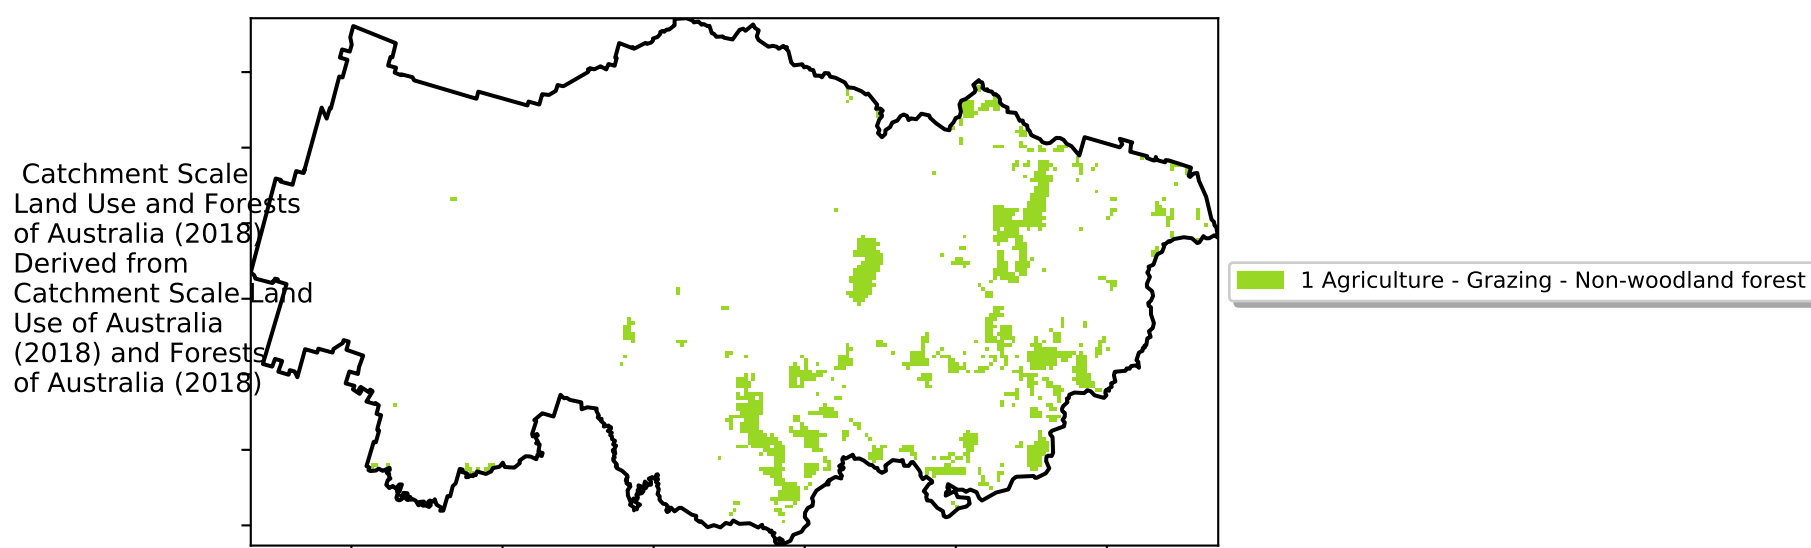 Catchment Scale
Land Use and Forests
of Australia (2018)
Derived from
Catchment Scale Land
Use of Australia
(2018) and Forests
of Australia (2018)
1 Agriculture - Grazing - Non-woodland forest